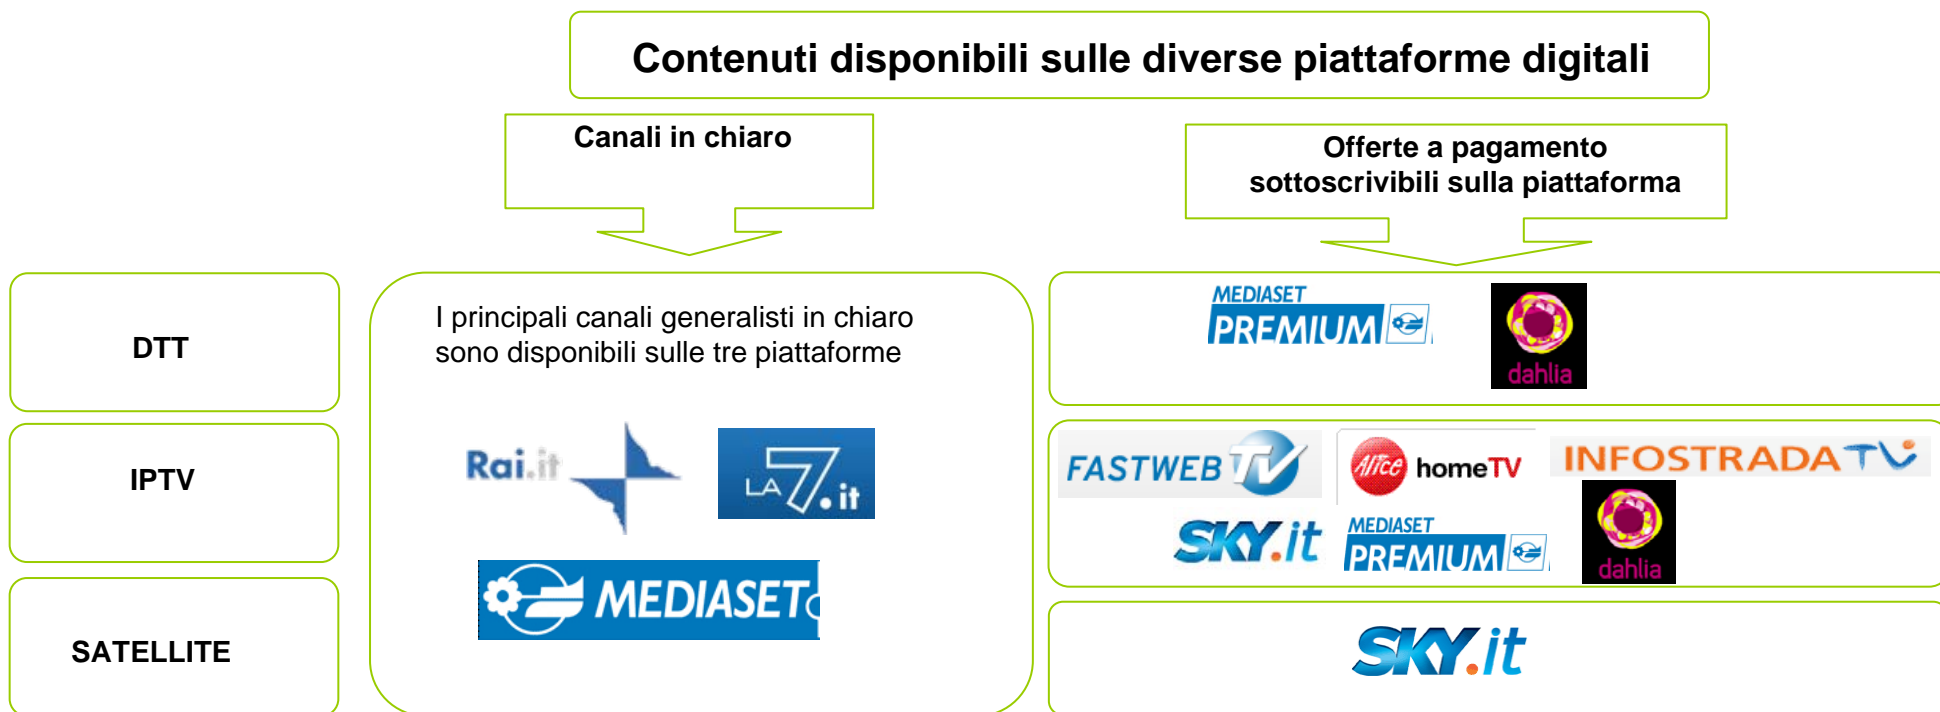 Contenuti disponibili sulle diverse piattaforme digitali
Canali in chiaro
Offerte a pagamento
sottoscrivibili sulla piattaforma
DTT
I principali canali generalisti in chiaro
sono disponibili sulle tre piattaforme
MEDIASET
PREMIUM
dahlia
IPTV
Rai.it
LA7.it
FASTWEB TV
Alice homeTV
INFOSTRADA TV
SKY.it
MEDIASET
PREMIUM
dahlia
MEDIASET
SATELLITE
SKY.it